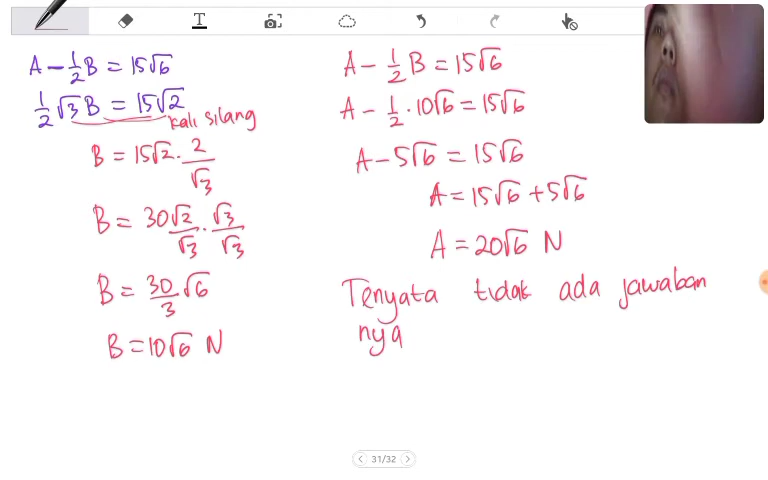 T
A - 1/2 B = 15√6
1/2 √3 B = 15√2
kali silang
B = 15√2 · 2/√3
B = 30√2/√3 · √3/√3
B = 30/3 √6
B = 10√6 N
A - 1/2 B = 15√6
A - 1/2 · 10√6 = 15√6
A - 5√6 = 15√6
A = 15√6 + 5√6
A = 20√6 N
Tenyata tidak ada jawaban
nya
31/32